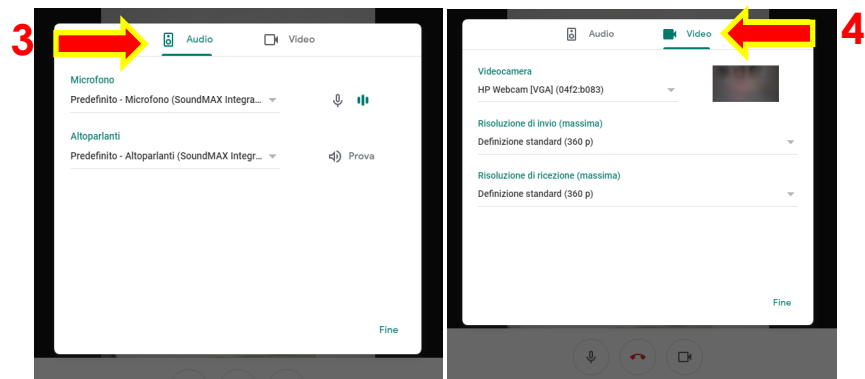 3
Audio
Video
Microfono
Predefinito - Microfono (SoundMAX Integra...
Altoparlanti
Predefinito - Altoparlanti (SoundMAX Integr...
Prova
Fine
4
Audio
Video
Videocamera
HP Webcam [VGA] (04f2:b083)
Risoluzione di invio (massima)
Definizione standard (360 p)
Risoluzione di ricezione (massima)
Definizione standard (360 p)
Fine